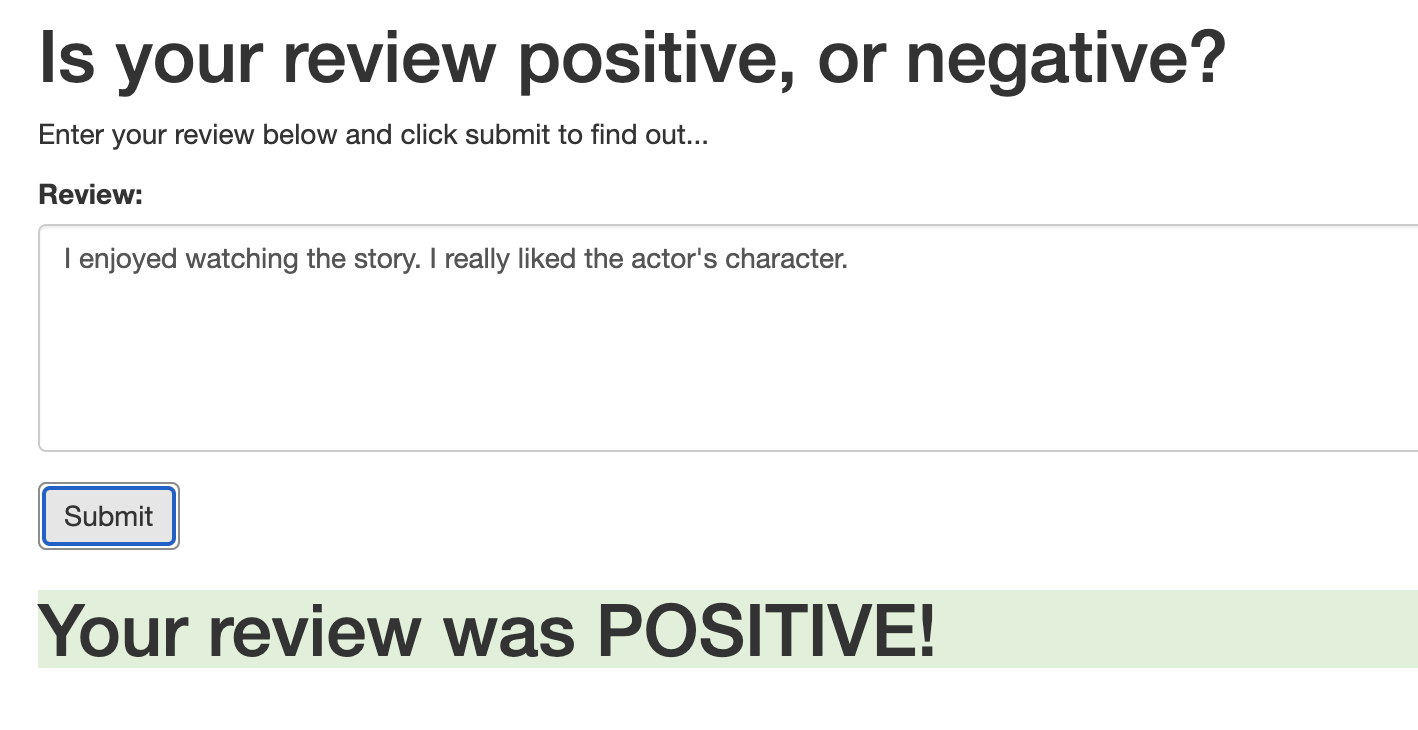 Is your review positive, or negative?
Enter your review below and click submit to find out...
Review:
I enjoyed watching the story. I really liked the actor's character.
Submit
Your review was POSITIVE!